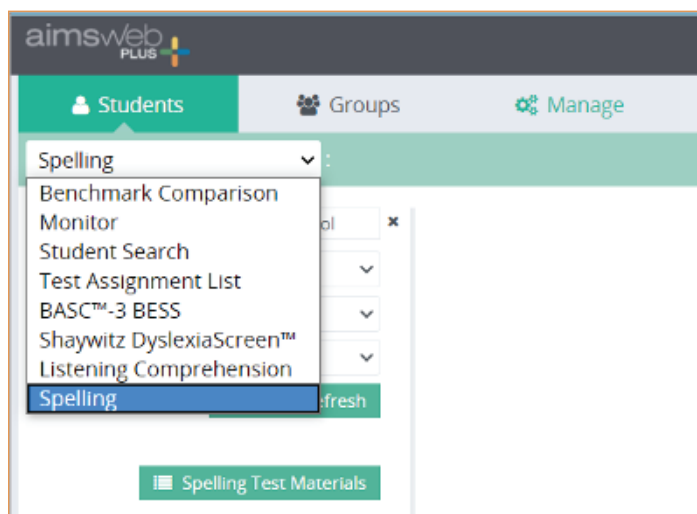 aimsweb
PLUS
Students Groups Manage
Spelling :
Benchmark Comparison
Monitor
Student Search
Test Assignment List
BASC™-3 BESS
Shaywitz DyslexiaScreen™
Listening Comprehension
Spelling
Spelling Test Materials